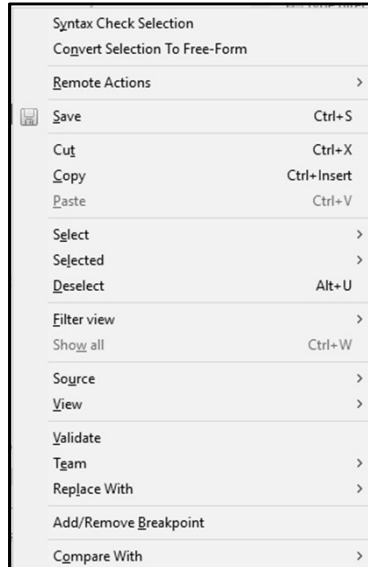 Syntax Check Selection
Convert Selection To Free-Form
Remote Actions >
Save Ctrl+S
Cut Ctrl+X
Copy Ctrl+Insert
Paste Ctrl+V
Select >
Selected >
Deselect Alt+U
Filter view >
Show all Ctrl+W
Source >
View >
Validate
Team >
Replace With >
Add/Remove Breakpoint
Compare With >